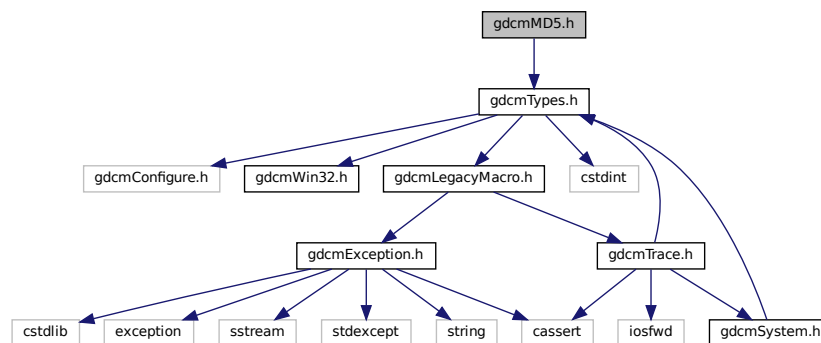 gdcmMD5.h
gdcmTypes.h
gdcmConfigure.h
gdcmWin32.h
gdcmLegacyMacro.h
cstdint
gdcmException.h
gdcmTrace.h
cstdlib
exception
sstream
stdexcept
string
cassert
iosfwd
gdcmSystem.h